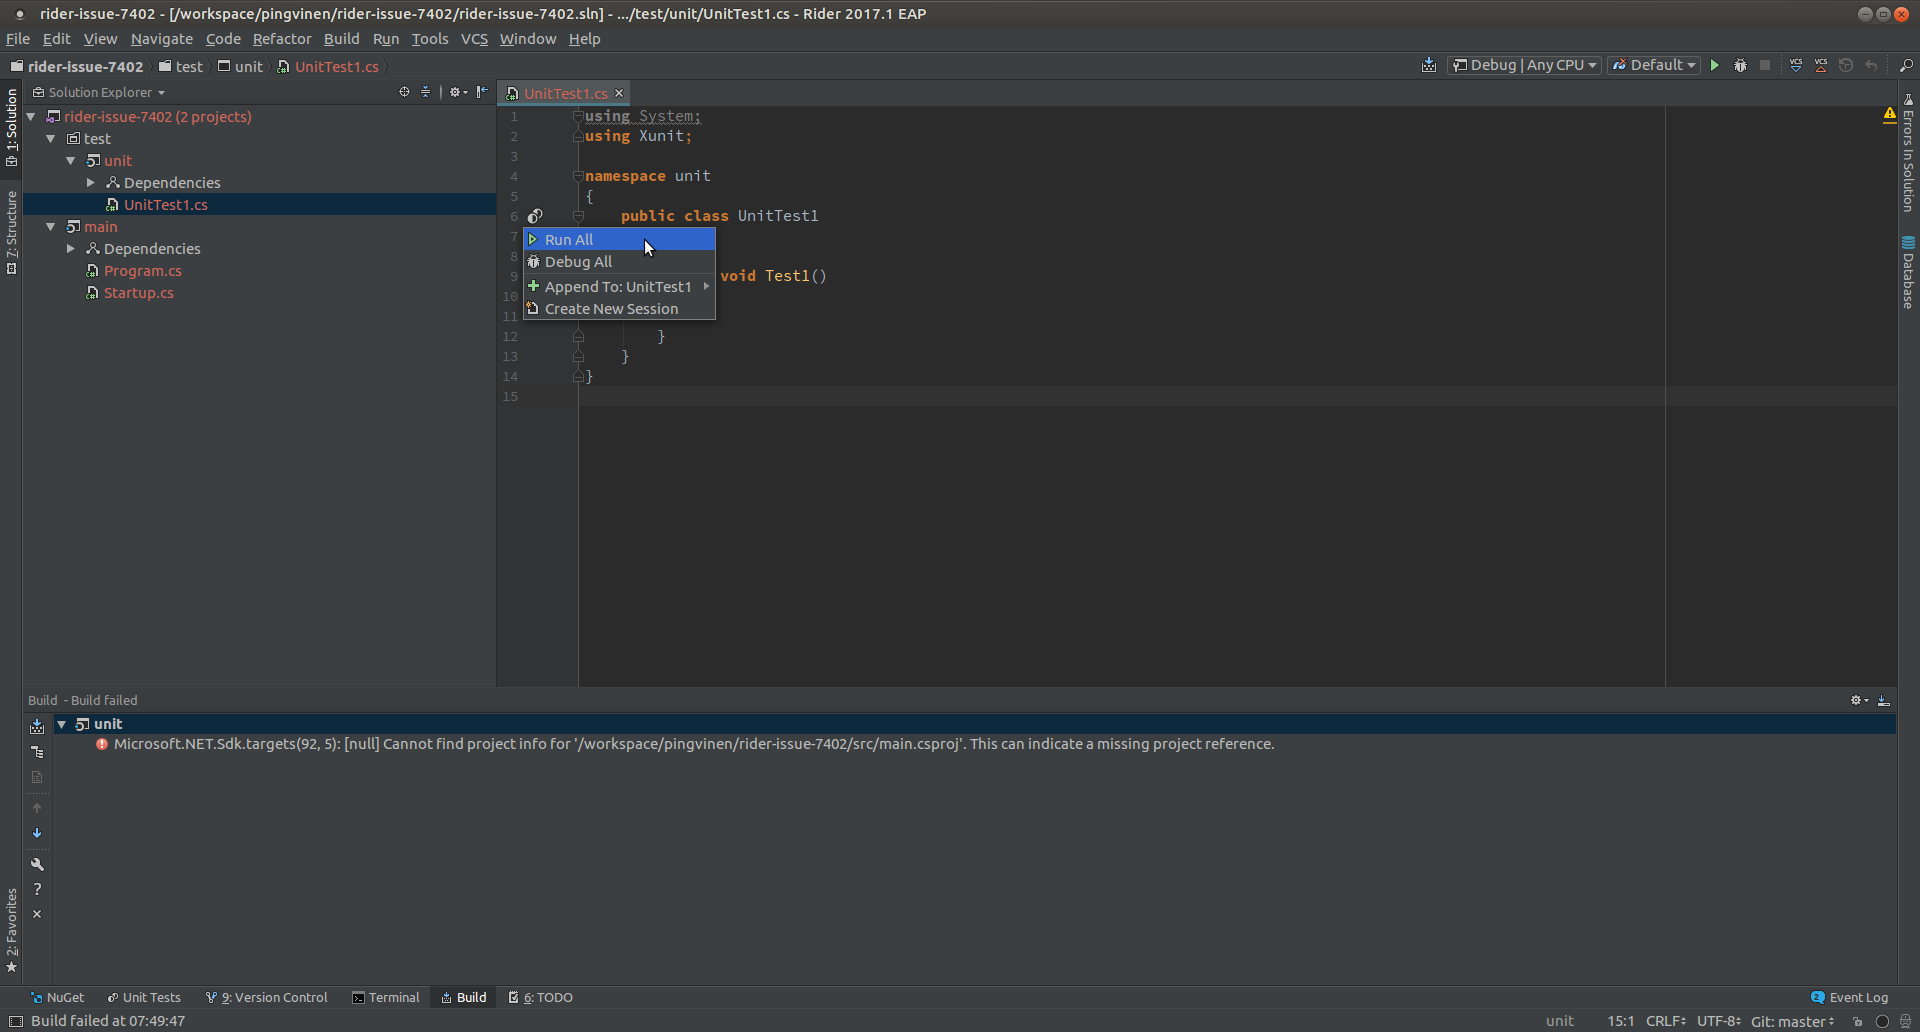 rider-issue-7402 - [/workspace/pingvinen/rider-issue-7402/rider-issue-7402.sln] - .../test/unit/UnitTest1.cs - Rider 2017.1 EAP
File Edit View Navigate Code Refactor Build Run Tools VCS Window Help
rider-issue-7402 test unit UnitTest1.cs
Debug | Any CPU Default VCS VCS
1: Solution
7: Structure
2: Favorites
Solution Explorer
rider-issue-7402 (2 projects)
test
unit
Dependencies
UnitTest1.cs
main
Dependencies
Program.cs
Startup.cs
UnitTest1.cs
1 using System;
2 using Xunit;
3
4 namespace unit
5 {
6 public class UnitTest1
7
8
9 void Test1()
10
11
12 }
13 }
14 }
15
Run All
Debug All
Append To: UnitTest1
Create New Session
Errors In Solution
Database
Build - Build failed
unit
Microsoft.NET.Sdk.targets(92, 5): [null] Cannot find project info for '/workspace/pingvinen/rider-issue-7402/src/main.csproj'. This can indicate a missing project reference.
NuGet Unit Tests 9: Version Control Terminal Build 6: TODO 2 Event Log
Build failed at 07:49:47 unit 15:1 CRLF UTF-8 Git: master